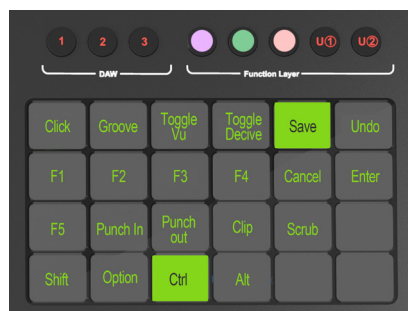 1 2 3 U① U②
DAW Function Layer
Click Groove Toggle Vu Toggle Decive Save Undo
F1 F2 F3 F4 Cancel Enter
F5 Punch In Punch out Clip Scrub
Shift Option Ctrl Alt